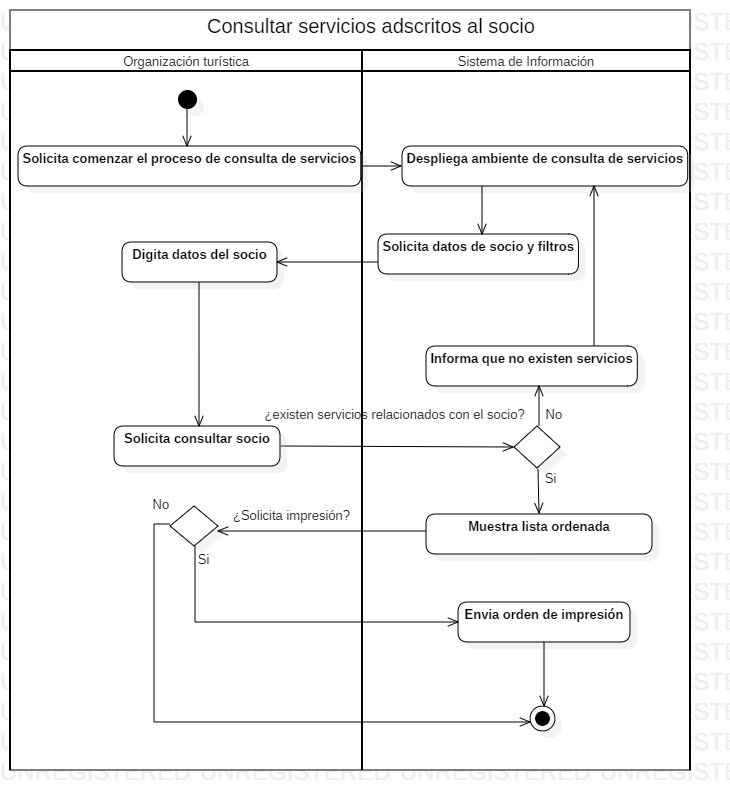 Consultar servicios adscritos al socio
Organización turística
Sistema de Información
Solicita comenzar el proceso de consulta de servicios
Despliega ambiente de consulta de servicios
Solicita datos de socio y filtros
Digita datos del socio
Informa que no existen servicios
¿existen servicios relacionados con el socio?
No
Solicita consultar socio
Si
No
¿Solicita impresión?
Muestra lista ordenada
Si
Envia orden de impresión
UNREGISTERED UNREGISTERED UNREGISTERED UNREGISTERED